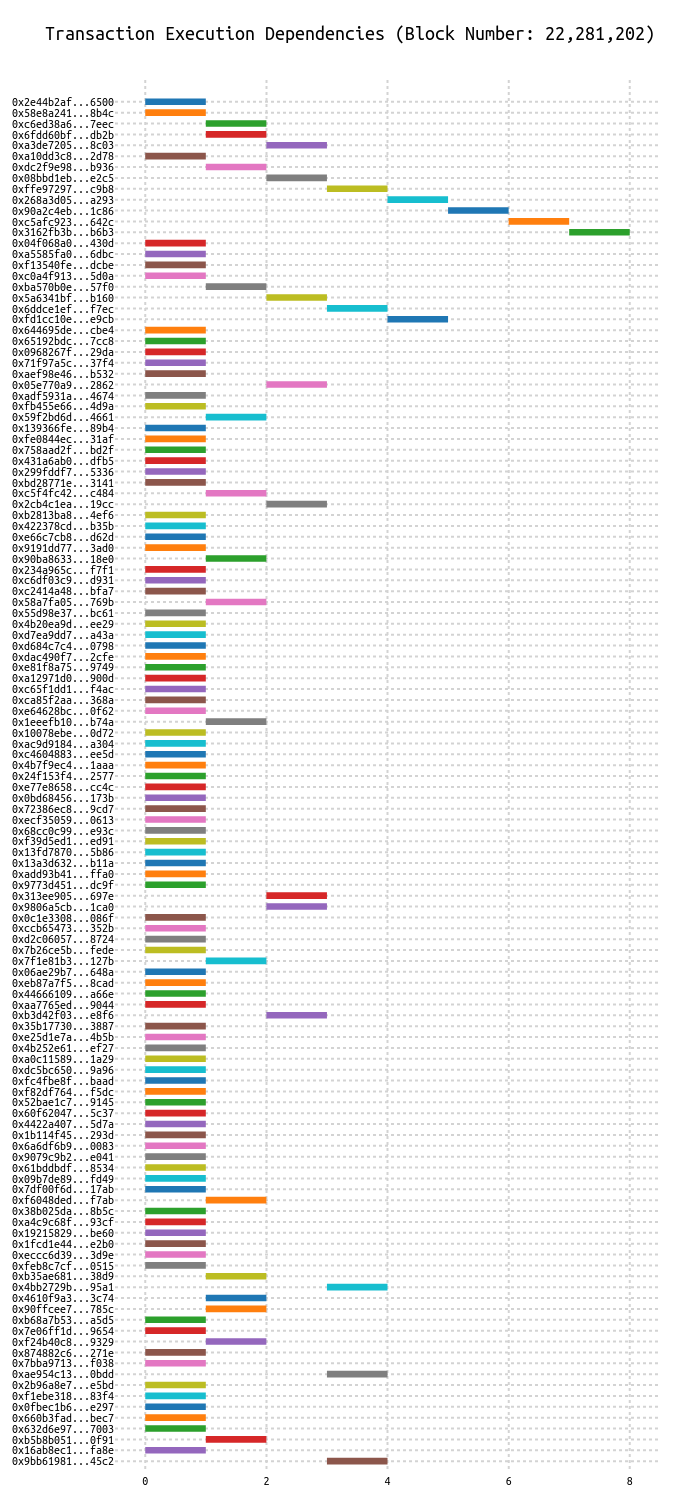 Transaction Execution Dependencies (Block Number: 22,281,202)
0x2e44b2af...6500
0x58e8a241...8b4c
0xc6ed38a6...7eec
0x6fdd60bf...db2b
0xa3de7205...8c03
0xa10dd3c8...2d78
0xdc2f9e98...b936
0x08bbd1eb...e2c5
0xffe97297...c9b8
0x268a3d05...a293
0x90a2c4eb...1c86
0xc5afc923...642c
0x3162fb3b...b6b3
0x04f068a0...430d
0xa5585fa0...6dbc
0xf13540fe...dcbe
0xc0a4f913...5d0a
0xba570b0e...57f0
0x5a6341bf...b160
0x6ddce1ef...f7ec
0xfd1cc10e...e9cb
0x644695de...cbe4
0x65192bdc...7cc8
0x0968267f...29da
0x71f97a5c...37f4
0xaef98e46...b532
0x05e770a9...2862
0xadf5931a...4674
0xfb455e66...4d9a
0x59f2bd6d...4661
0x139366fe...89b4
0xfe0844ec...31af
0x758aad2f...bd2f
0x431a6ab0...dfb5
0x299fddf7...5336
0xbd28771e...3141
0xc5f4fc42...c484
0x2cb4c1ea...19cc
0xb2813ba8...4ef6
0x422378cd...b35b
0xe66c7cb8...d62d
0x9191dd77...3ad0
0x90ba8633...18e0
0x234a965c...f7f1
0xc6df03c9...d931
0xc2414a48...bfa7
0x58a7fa05...769b
0x55d98e37...bc61
0x4b20ea9d...ee29
0xd7ea9dd7...a43a
0xd684c7c4...0798
0xdac490f7...2cfe
0xe81f8a75...9749
0xa12971d0...900d
0xc65f1dd1...f4ac
0xca85f2aa...368a
0xe64628bc...0f62
0x1eeefb10...b74a
0x10078ebe...0d72
0xac9d9184...a304
0xc4604883...ee5d
0x4b7f9ec4...1aaa
0x24f153f4...2577
0xe77e8658...cc4c
0x0bd68456...173b
0x72386ec8...9cd7
0xecf35059...0613
0x68cc0c99...e93c
0xf39d5ed1...ed91
0x13fd7870...5b86
0x13a3d632...b11a
0xadd93b41...ffa0
0x9773d451...dc9f
0x313ee905...697e
0x9806a5cb...1ca0
0x0c1e3308...086f
0xccb65473...352b
0xd2c06057...8724
0x7b26ce5b...fede
0x7f1e81b3...127b
0x06ae29b7...648a
0xeb87a7f5...8cad
0x44666109...a66e
0xaa7765ed...9044
0xb3d42f03...e8f6
0x35b17730...3887
0xe25d1e7a...4b5b
0x4b252e61...ef27
0xa0c11589...1a29
0xdc5bc650...9a96
0xfc4fbe8f...baad
0xf82df764...f5dc
0x52bae1c7...9145
0x60f62047...5c37
0x4422a407...5d7a
0x1b114f45...293d
0x6a6df6b9...0083
0x9079c9b2...e041
0x61bddbdf...8534
0x09b7de89...fd49
0x7df00f6d...17ab
0xf6048ded...f7ab
0x38b025da...8b5c
0xa4c9c68f...93cf
0x19215829...be60
0x1fcd1e44...e2b0
0xeccc6d39...3d9e
0xfeb8c7cf...0515
0xb35ae681...38d9
0x4bb2729b...95a1
0x4610f9a3...3c74
0x90ffcee7...785c
0xb68a7b53...a5d5
0x7e06ff1d...9654
0xf24b40c8...9329
0x874882c6...271e
0x7bba9713...f038
0xae954c13...0bdd
0x2b96a8e7...e5bd
0xf1ebe318...83f4
0x0fbec1b6...e297
0x660b3fad...bec7
0x632d6e97...7003
0xb5b8b051...0f91
0x16ab8ec1...fa8e
0x9bb61981...45c2
0 2 4 6 8